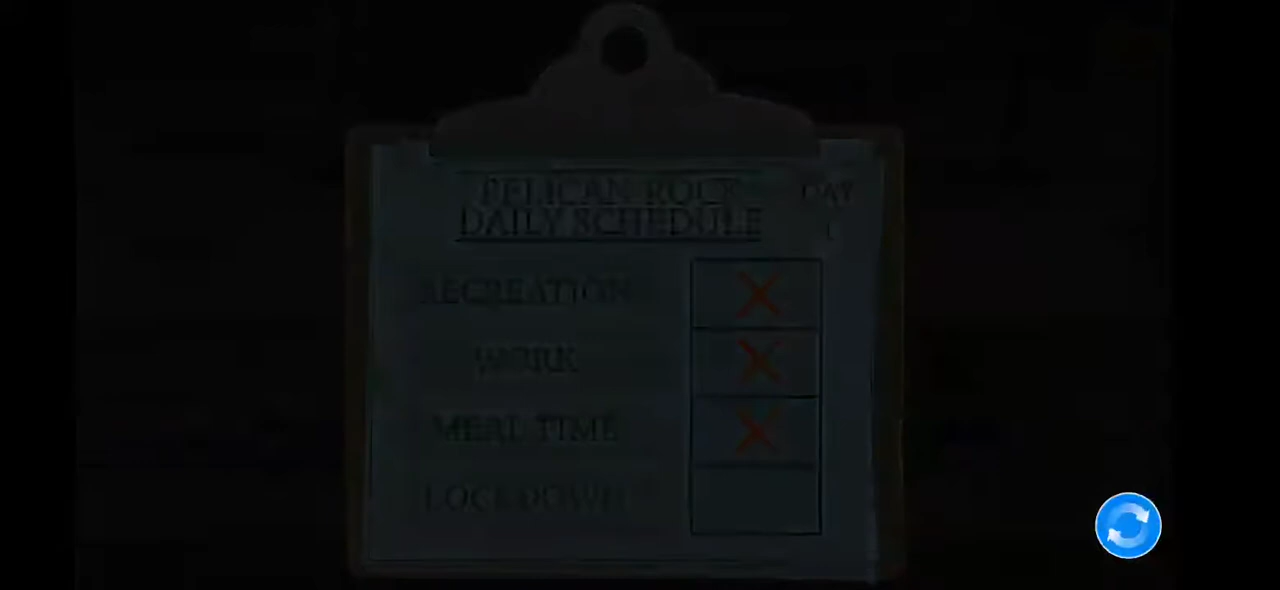 PELICAN ROCK
DAILY SCHEDULE
DAY
1
RECREATION
WORK
MEAL TIME
LOCKDOWN